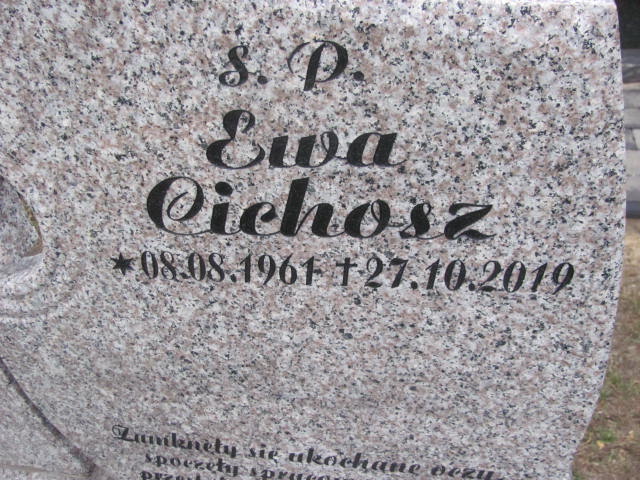 ś. P.
Ewa
Cichosz
★08.08.1961 †27.10.2019
Zamknęły się ukochane oczy,
spoczęły